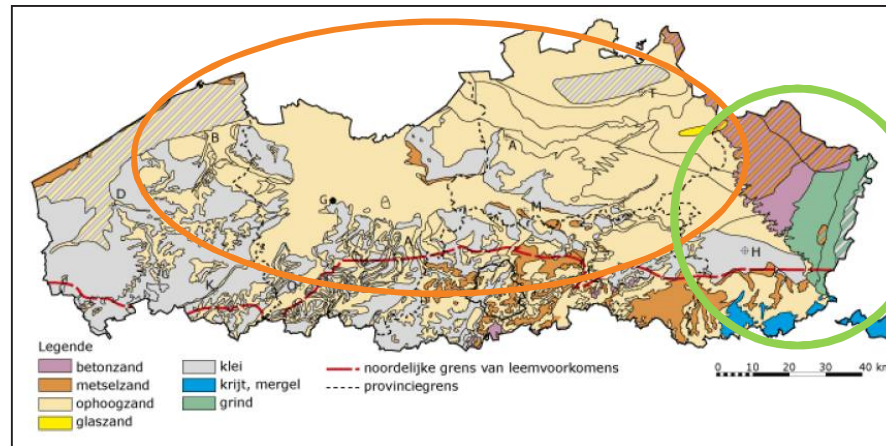 T
B
A
D
G
M
H
A
K
O
Legende
betonzand
metselzand
ophoogzand
glaszand
klei
krijt, mergel
grind
noordelijke grens van leemvoorkomens
provinciegrens
0 10 20 30 40 km